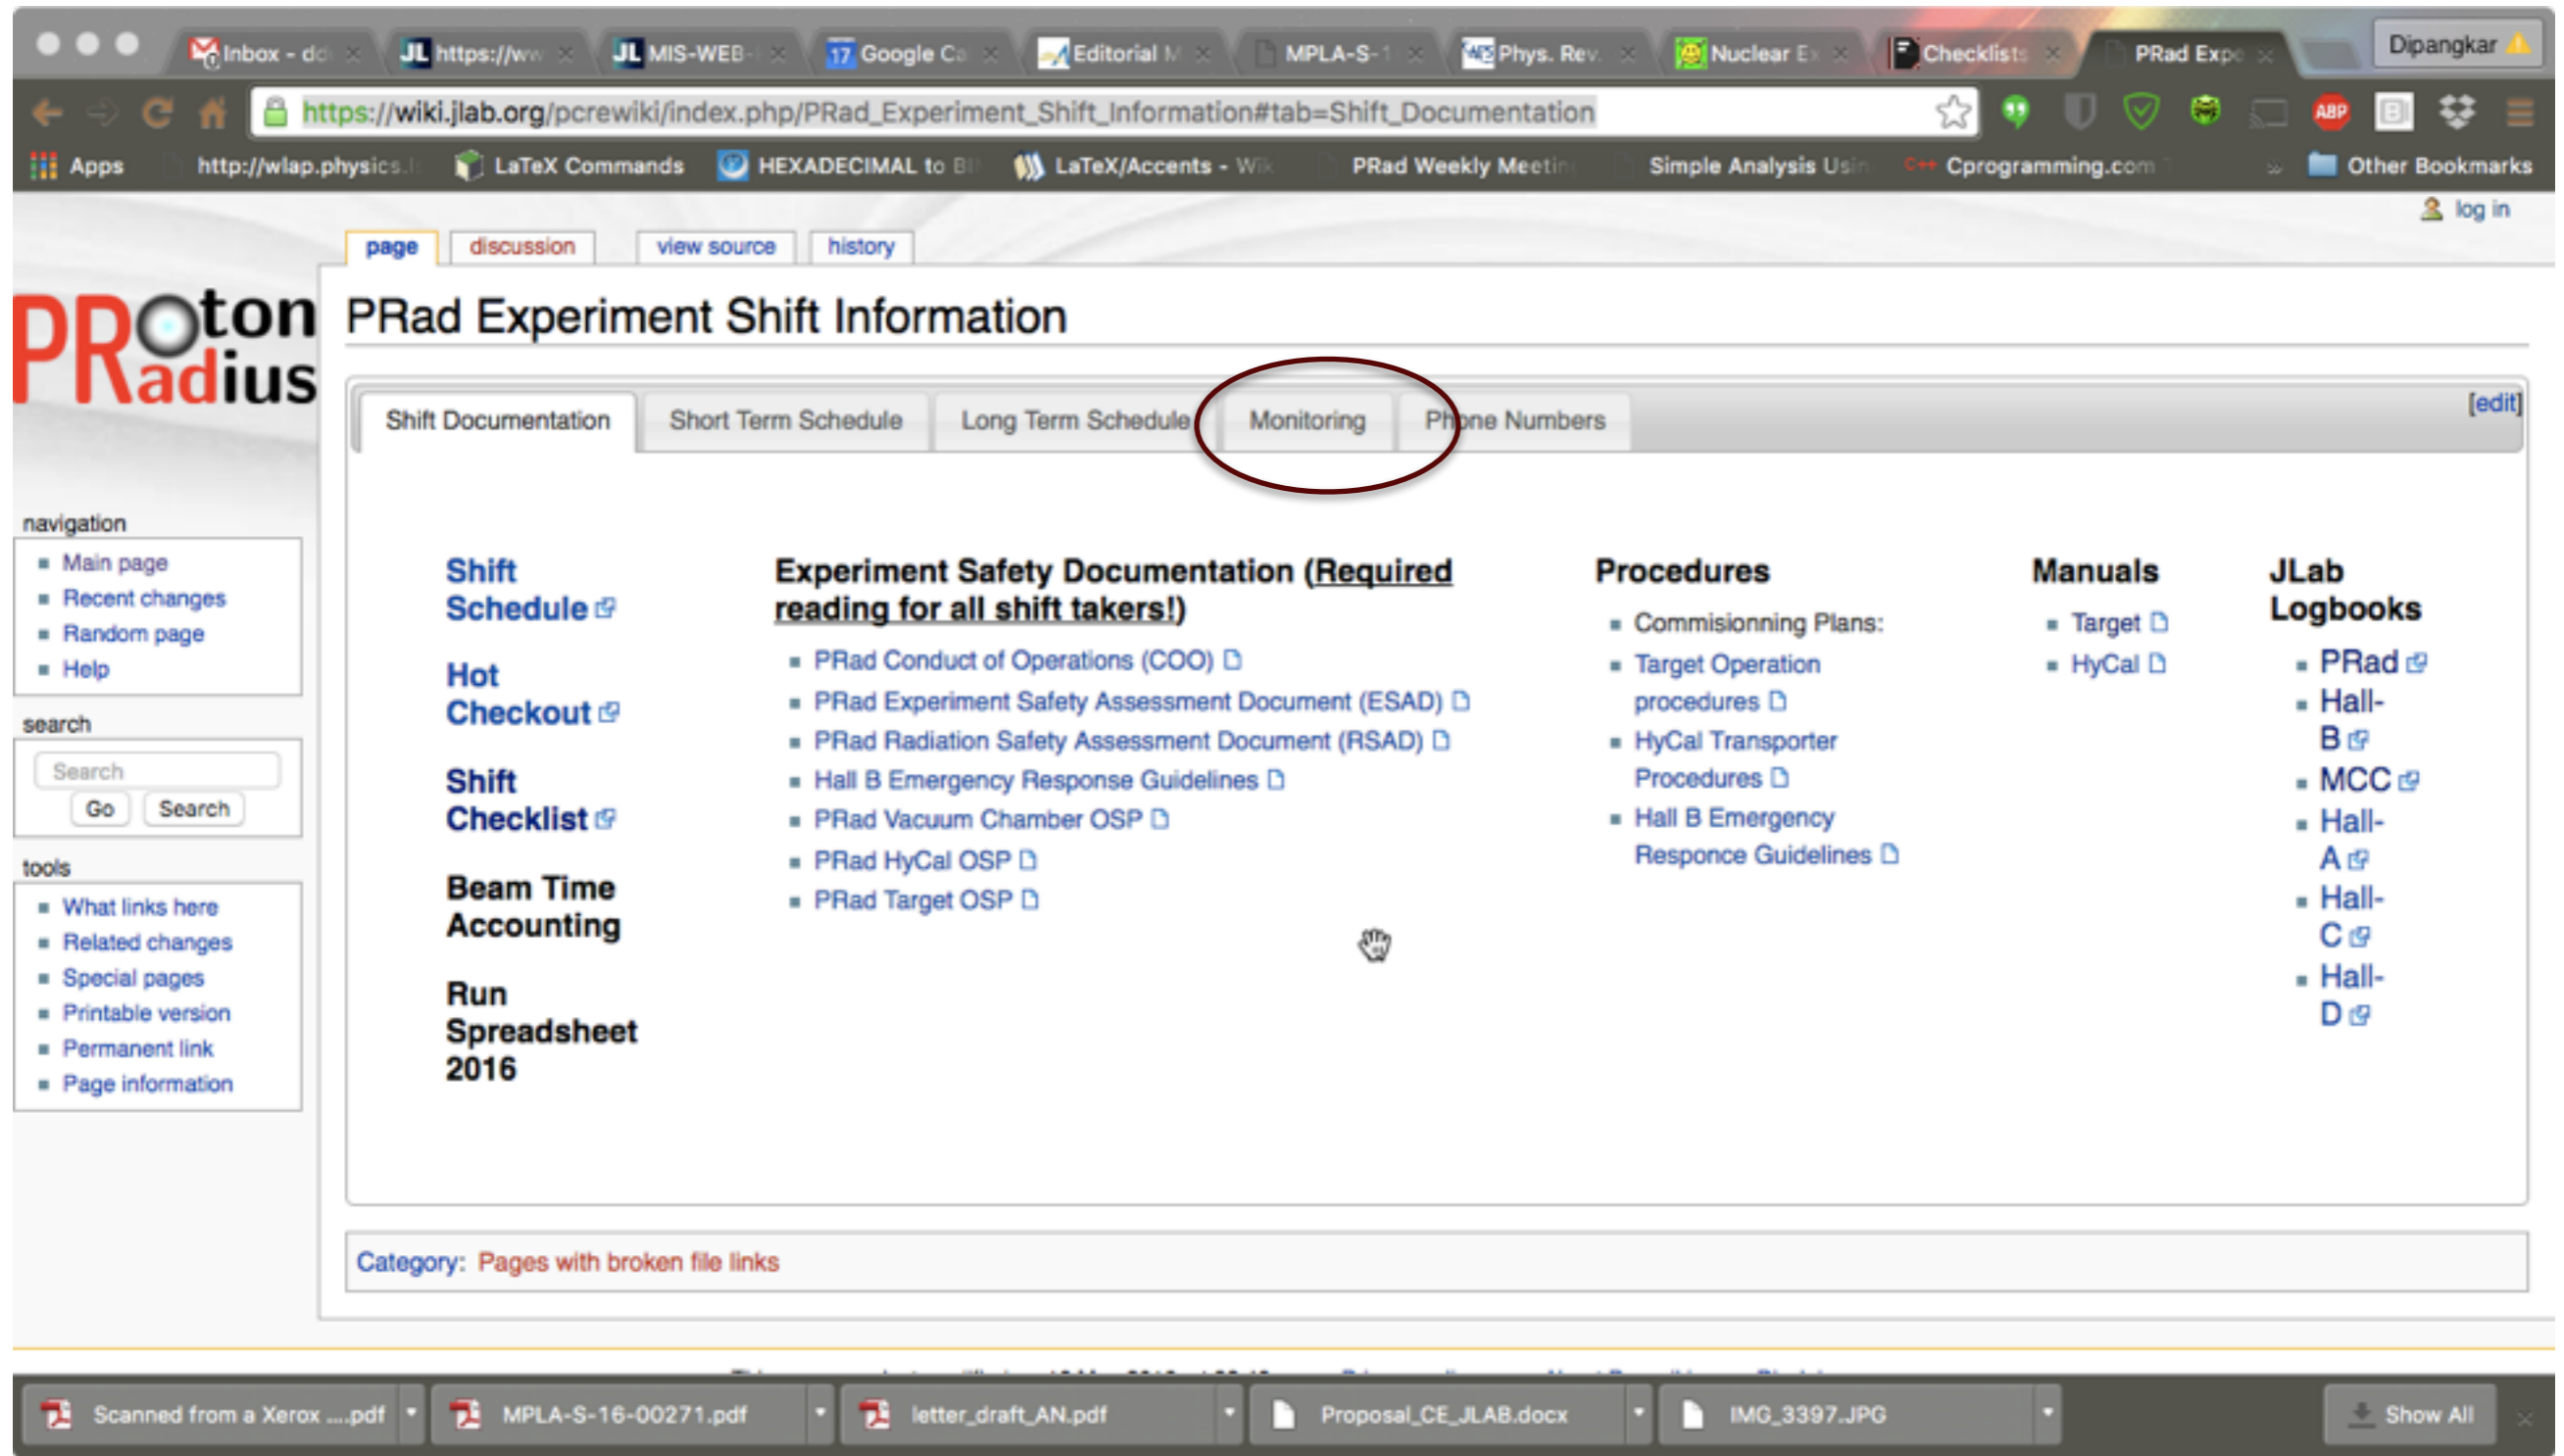 Inbox - dd
https://ww
MIS-WEB-
17 Google Ca
Editorial M
MPLA-S-1
Phys. Rev.
Nuclear Ex
Checklists
PRad Expe
Dipangkar
https://wiki.jlab.org/pcrewiki/index.php/PRad_Experiment_Shift_Information#tab=Shift_Documentation
ABP
Apps
http://wlap.physics.l
LaTeX Commands
HEXADECIMAL to BI
LaTeX/Accents - Wik
PRad Weekly Meetin
Simple Analysis Usin
C++ Cprogramming.com
Other Bookmarks
log in
page
discussion
view source
history
PROton
Radius
PRad Experiment Shift Information
Shift Documentation
Short Term Schedule
Long Term Schedule
Monitoring
Phone Numbers
[edit]
navigation
Main page
Recent changes
Random page
Help
search
Search
Go
Search
tools
What links here
Related changes
Special pages
Printable version
Permanent link
Page information
Shift
Schedule
Hot
Checkout
Shift
Checklist
Beam Time
Accounting
Run
Spreadsheet
2016
Experiment Safety Documentation (Required
reading for all shift takers!)
PRad Conduct of Operations (COO)
PRad Experiment Safety Assessment Document (ESAD)
PRad Radiation Safety Assessment Document (RSAD)
Hall B Emergency Response Guidelines
PRad Vacuum Chamber OSP
PRad HyCal OSP
PRad Target OSP
Procedures
Commisionning Plans:
Target Operation
procedures
HyCal Transporter
Procedures
Hall B Emergency
Responce Guidelines
Manuals
Target
HyCal
JLab
Logbooks
PRad
Hall-
B
MCC
Hall-
A
Hall-
C
Hall-
D
Category: Pages with broken file links
Scanned from a Xerox ....pdf
MPLA-S-16-00271.pdf
letter_draft_AN.pdf
Proposal_CE_JLAB.docx
IMG_3397.JPG
Show All